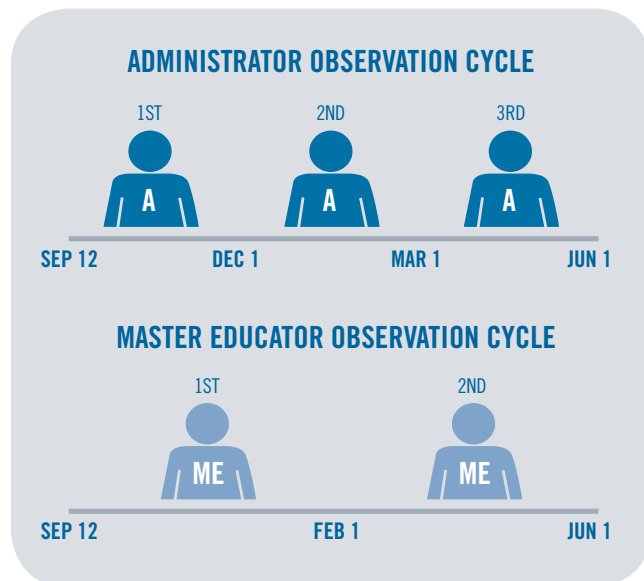 ADMINISTRATOR OBSERVATION CYCLE
1ST 2ND 3RD
A A A
SEP 12 DEC 1 MAR 1 JUN 1
MASTER EDUCATOR OBSERVATION CYCLE
1ST 2ND
ME ME
SEP 12 FEB 1 JUN 1